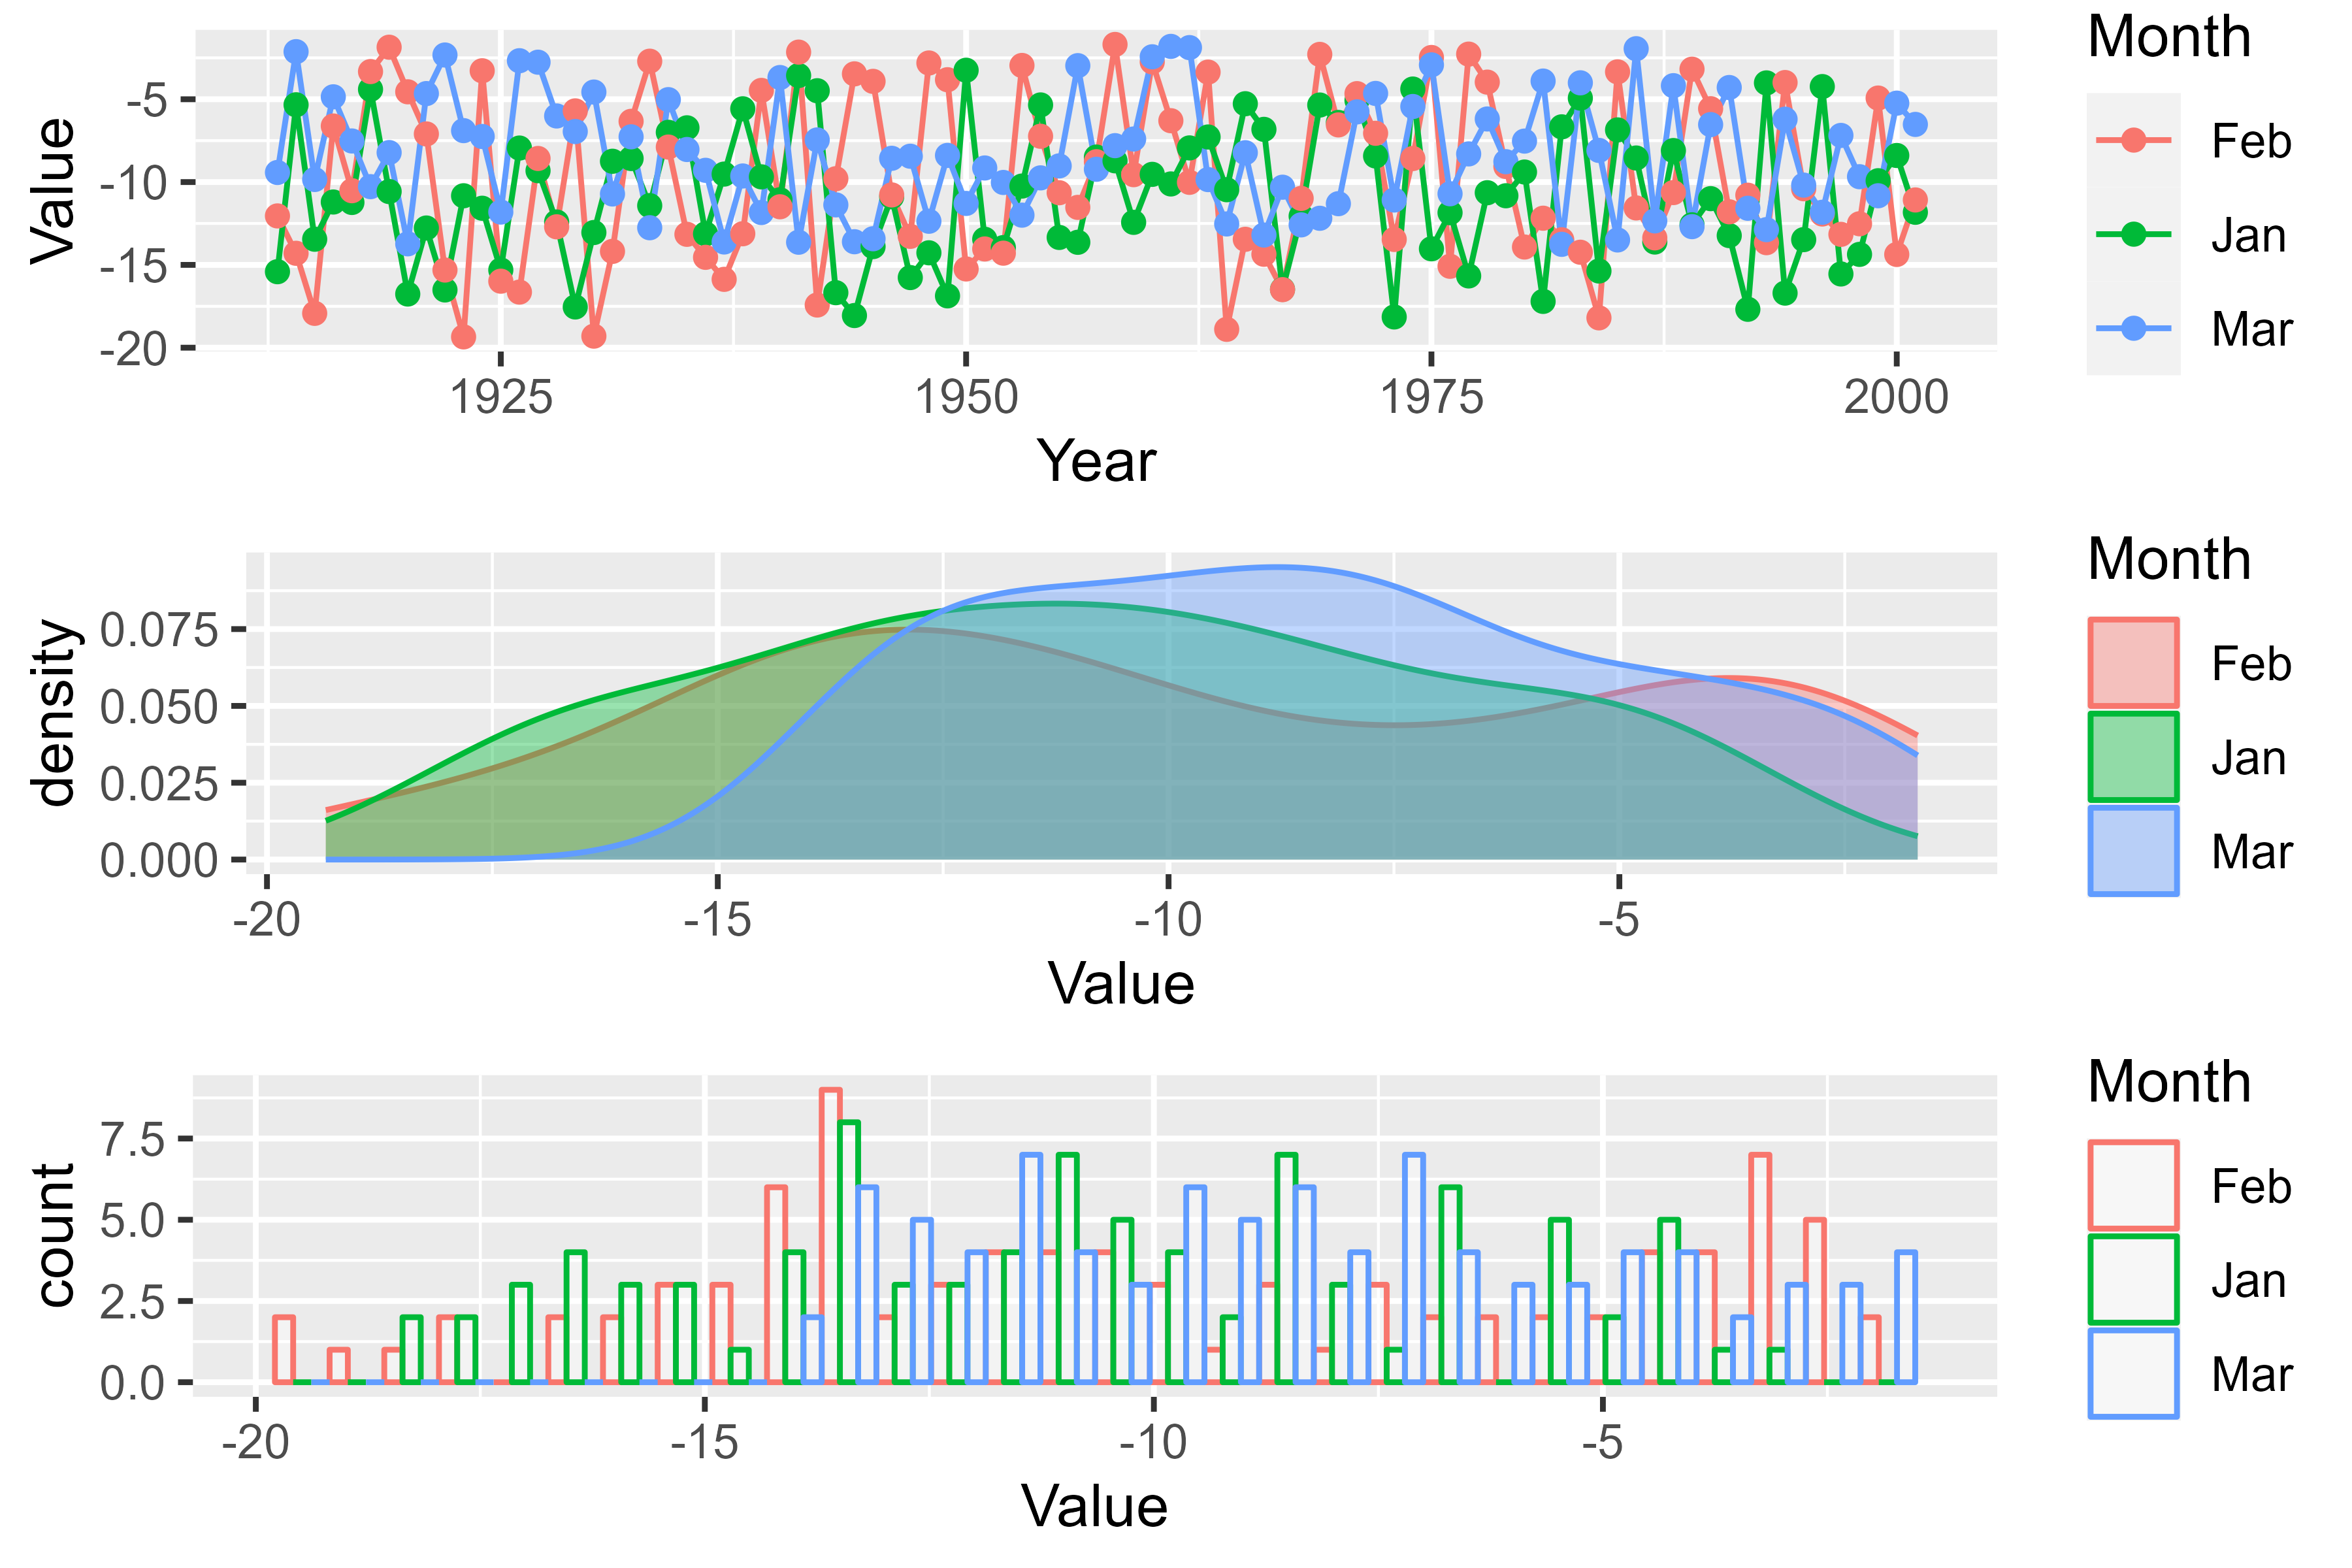 Month
Feb
Jan
Mar
Value
-5
-10
-15
-20
1925 1950 1975 2000
Year
Month
Feb
Jan
Mar
density
0.075
0.050
0.025
0.000
-20 -15 -10 -5
Value
Month
Feb
Jan
Mar
count
7.5
5.0
2.5
0.0
-20 -15 -10 -5
Value